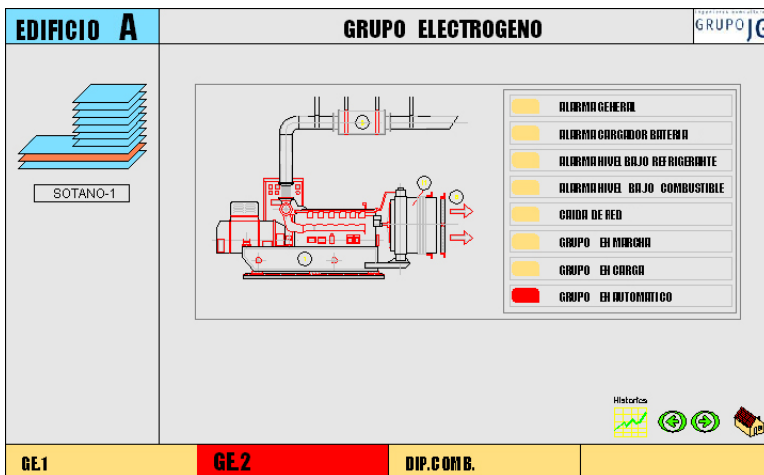 EDIFICIO A
GRUPO ELECTROGENO
GRUPO JG
SOTANO-1
ALARMA GENERAL
ALARMA CARGADOR BATERIA
ALARMA NIVEL BAJO REFRIGERANTE
ALARMA NIVEL BAJO COMBUSTIBLE
CAIDA DE RED
GRUPO EN MARCHA
GRUPO EN CARGA
GRUPO EN AUTOMATICO
Historicos
GE.1
GE.2
DIP.COMB.